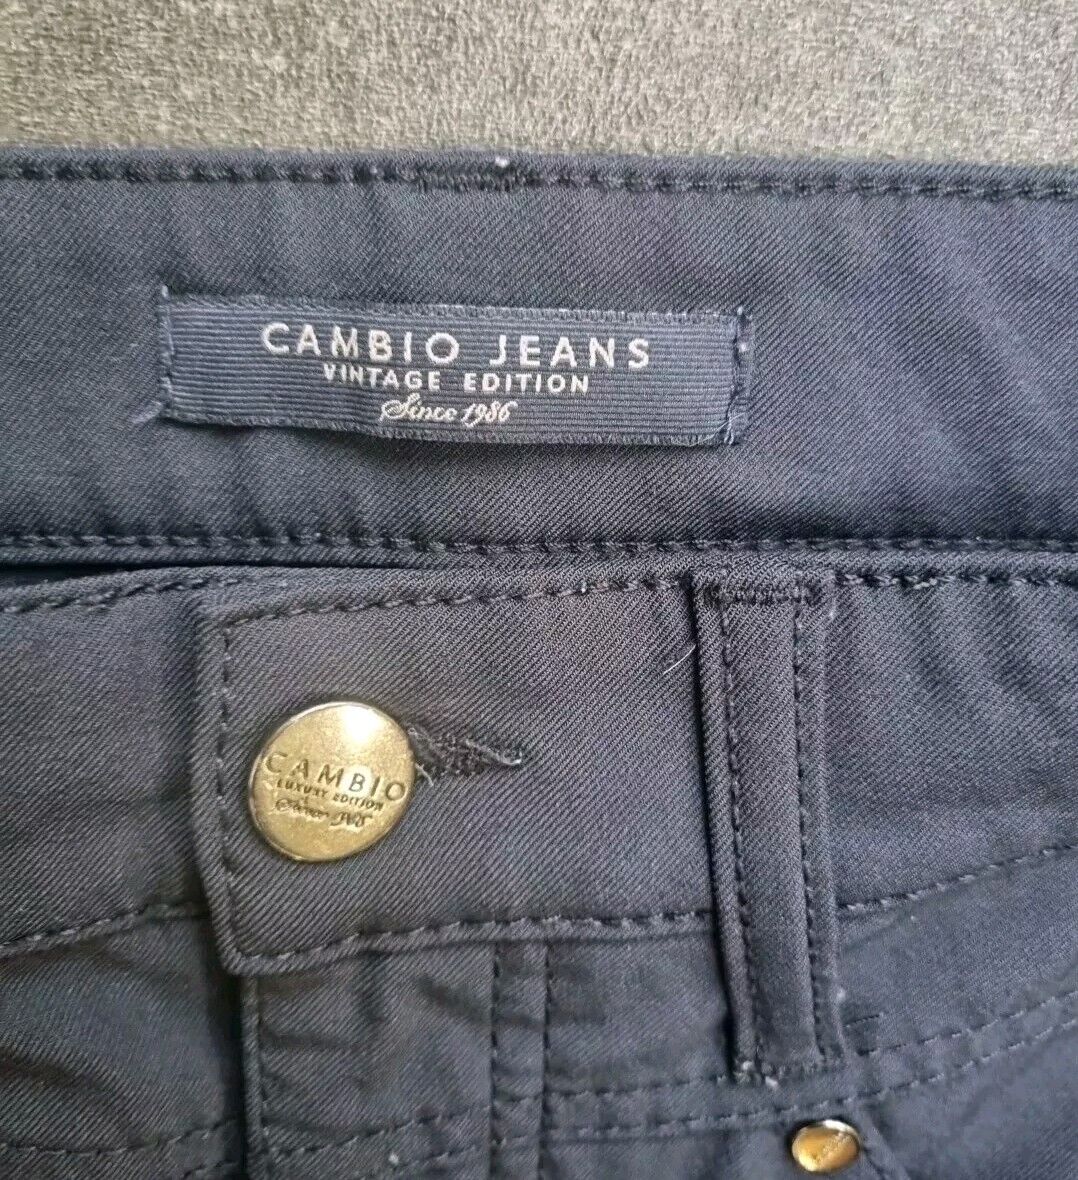 CAMBIO JEANS
VINTAGE EDITION
Since 1986
CAMBIO
LUXURY EDITION